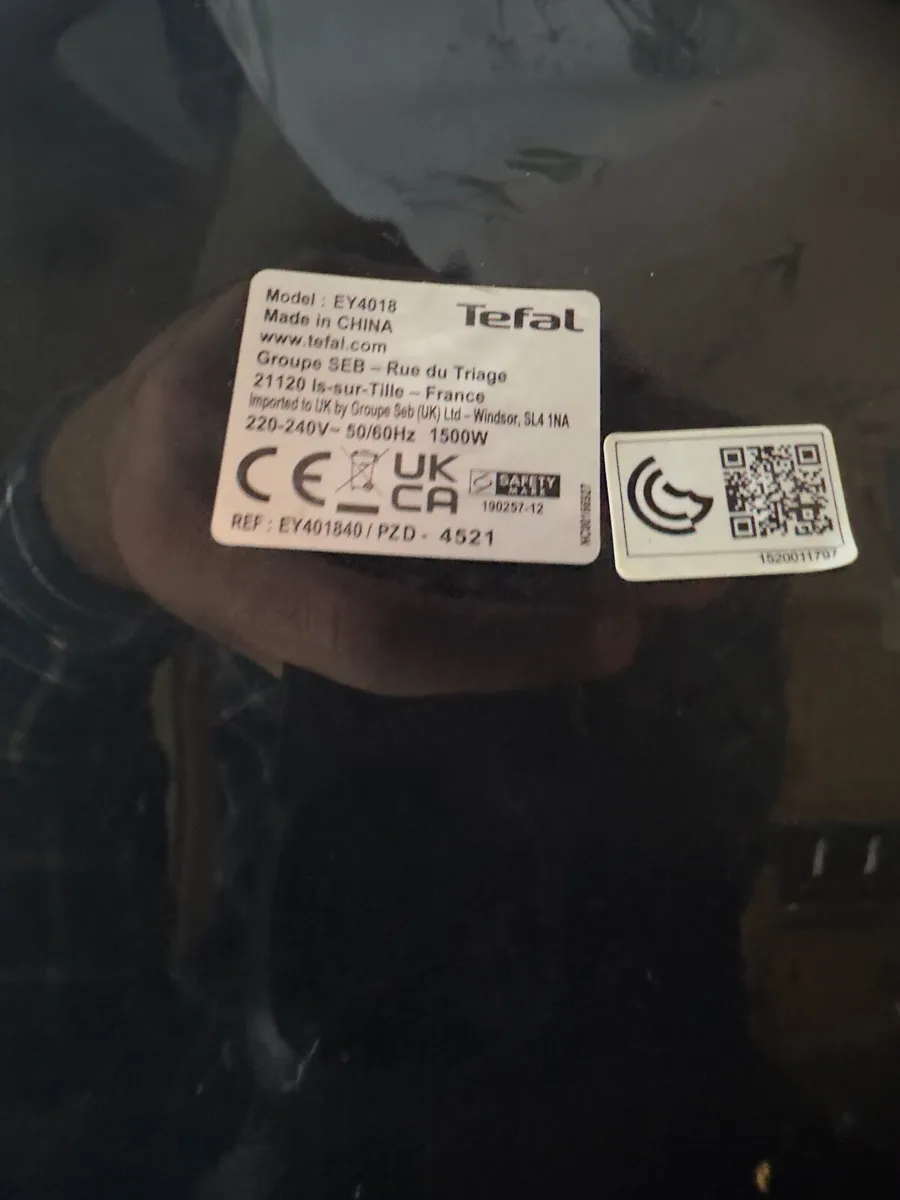 Model : EY4018
Tefal
Made in CHINA
www.tefal.com
Groupe SEB – Rue du Triage
21120 Is-sur-Tille – France
Imported to UK by Groupe Seb (UK) Ltd – Windsor, SL4 1NA
220-240V~ 50/60Hz 1500W
CE
UK
CA
SAFETY
MARK
190257-12
REF : EY401840 / PZD - 4521
1520011797